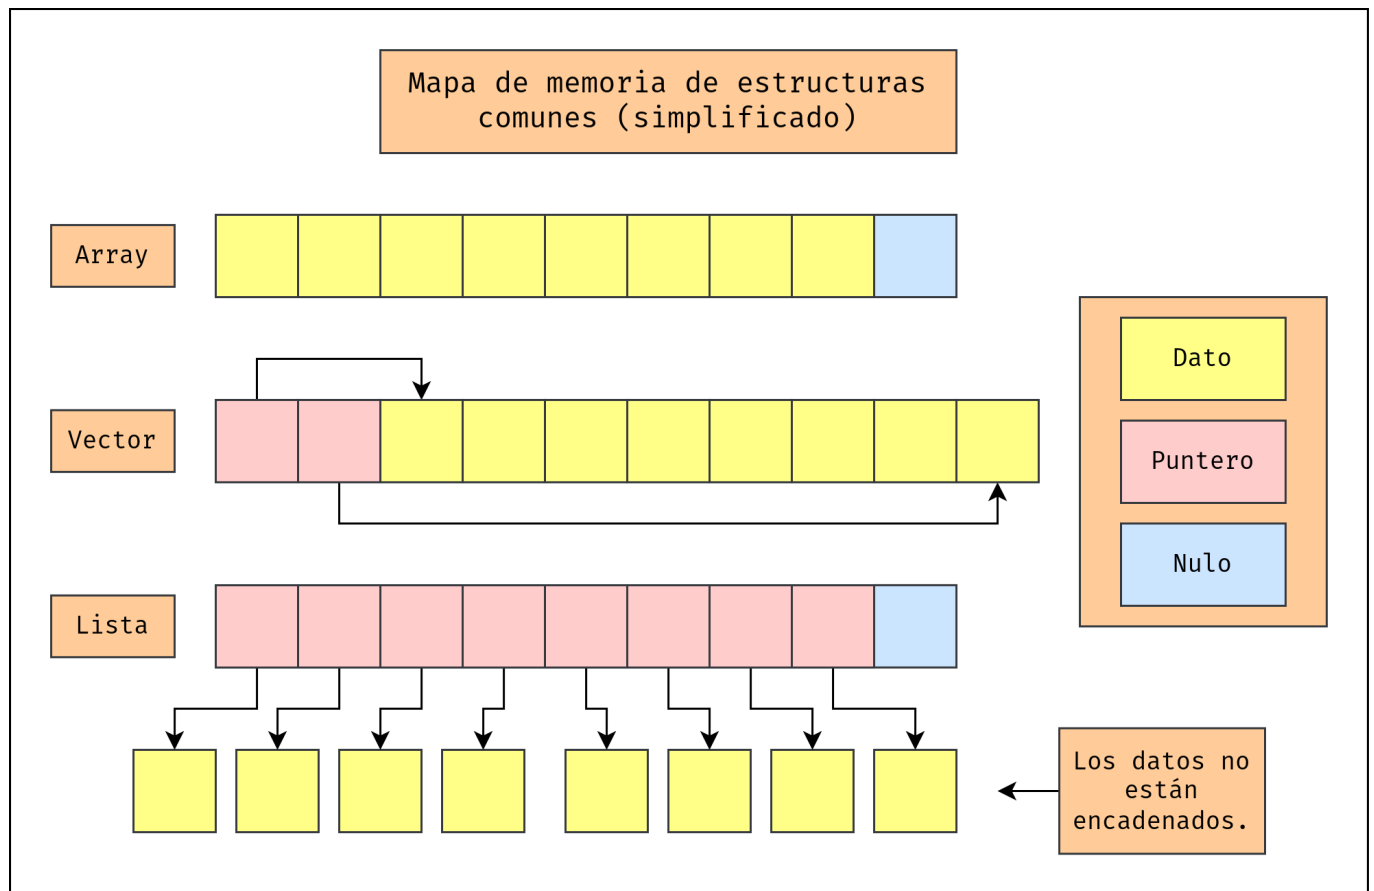 Mapa de memoria de estructuras
comunes (simplificado)
Array
Vector
Lista
Dato
Puntero
Nulo
Los datos no
están
encadenados.